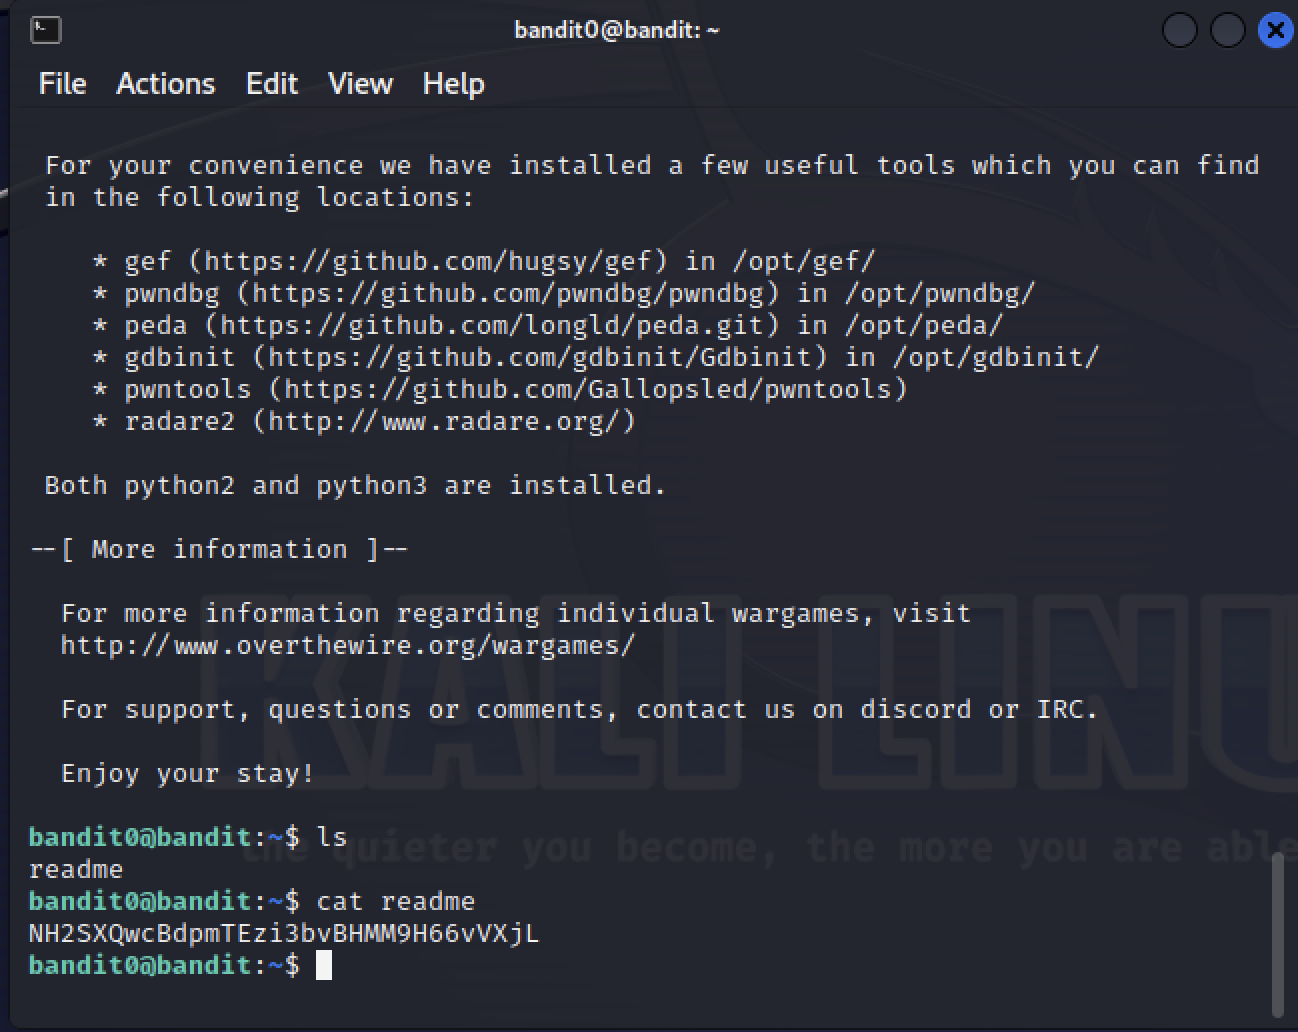 bandit0@bandit: ~
File Actions Edit View Help
For your convenience we have installed a few useful tools which you can find
in the following locations:
* gef (https://github.com/hugsy/gef) in /opt/gef/
* pwndbg (https://github.com/pwndbg/pwndbg) in /opt/pwndbg/
* peda (https://github.com/longld/peda.git) in /opt/peda/
* gdbinit (https://github.com/gdbinit/Gdbinit) in /opt/gdbinit/
* pwntools (https://github.com/Gallopsled/pwntools)
* radare2 (http://www.radare.org/)
Both python2 and python3 are installed.
--[ More information ]--
For more information regarding individual wargames, visit
http://www.overthewire.org/wargames/
For support, questions or comments, contact us on discord or IRC.
Enjoy your stay!
KALI LINU
bandit0@bandit:~$ ls
the quieter you become, the more you are able
readme
bandit0@bandit:~$ cat readme
NH2SXQwcBdpmTEzi3bvBHMM9H66vVXjL
bandit0@bandit:~$